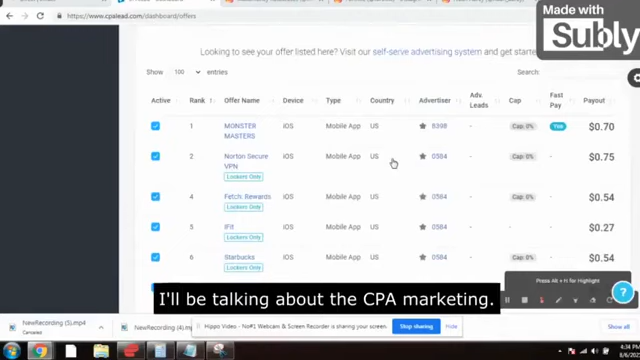 https://www.cpalead.com/dashboard/offers
Made with
Subly
Looking to see your offer listed here? Visit our self-serve advertising system and get starte
Show 100 entries
Search:
Active Rank Offer Name Device Type Country Advertiser Adv. Leads Cap Fast Pay Payout
1 MONSTER MASTERS iOS Mobile App US 8398 - Cap: 0% Yes $0.70
2 Norton Secure VPN iOS Mobile App US 0584 - Cap: 0% - $0.75
Lockers Only
4 Fetch: Rewards iOS Mobile App US 0584 - Cap: 0% - $0.54
Lockers Only
5 iFit iOS Mobile App US 0584 - - - $0.27
Lockers Only
6 Starbucks iOS Mobile App US 0584 - Cap: 0% - $0.54
Lockers Only
Press Alt + H for Highlight
I'll be talking about the CPA marketing.
NewRecording (5).mp4
Canceled
NewRecording (4).mp4
Hippo Video - No#1 Webcam & Screen Recorder is sharing your screen.
Stop sharing
Hide
Show all
4:34 PM